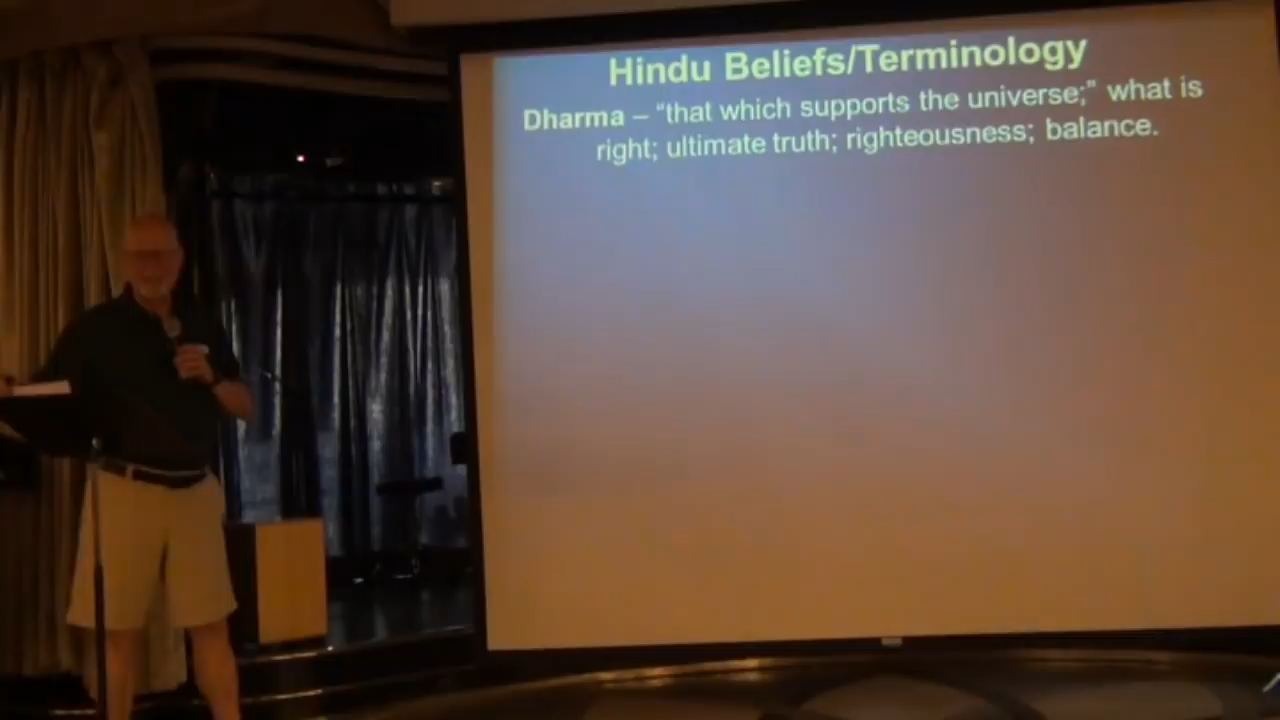 Hindu Beliefs/Terminology
Dharma – “that which supports the universe;” what is
right; ultimate truth; righteousness; balance.